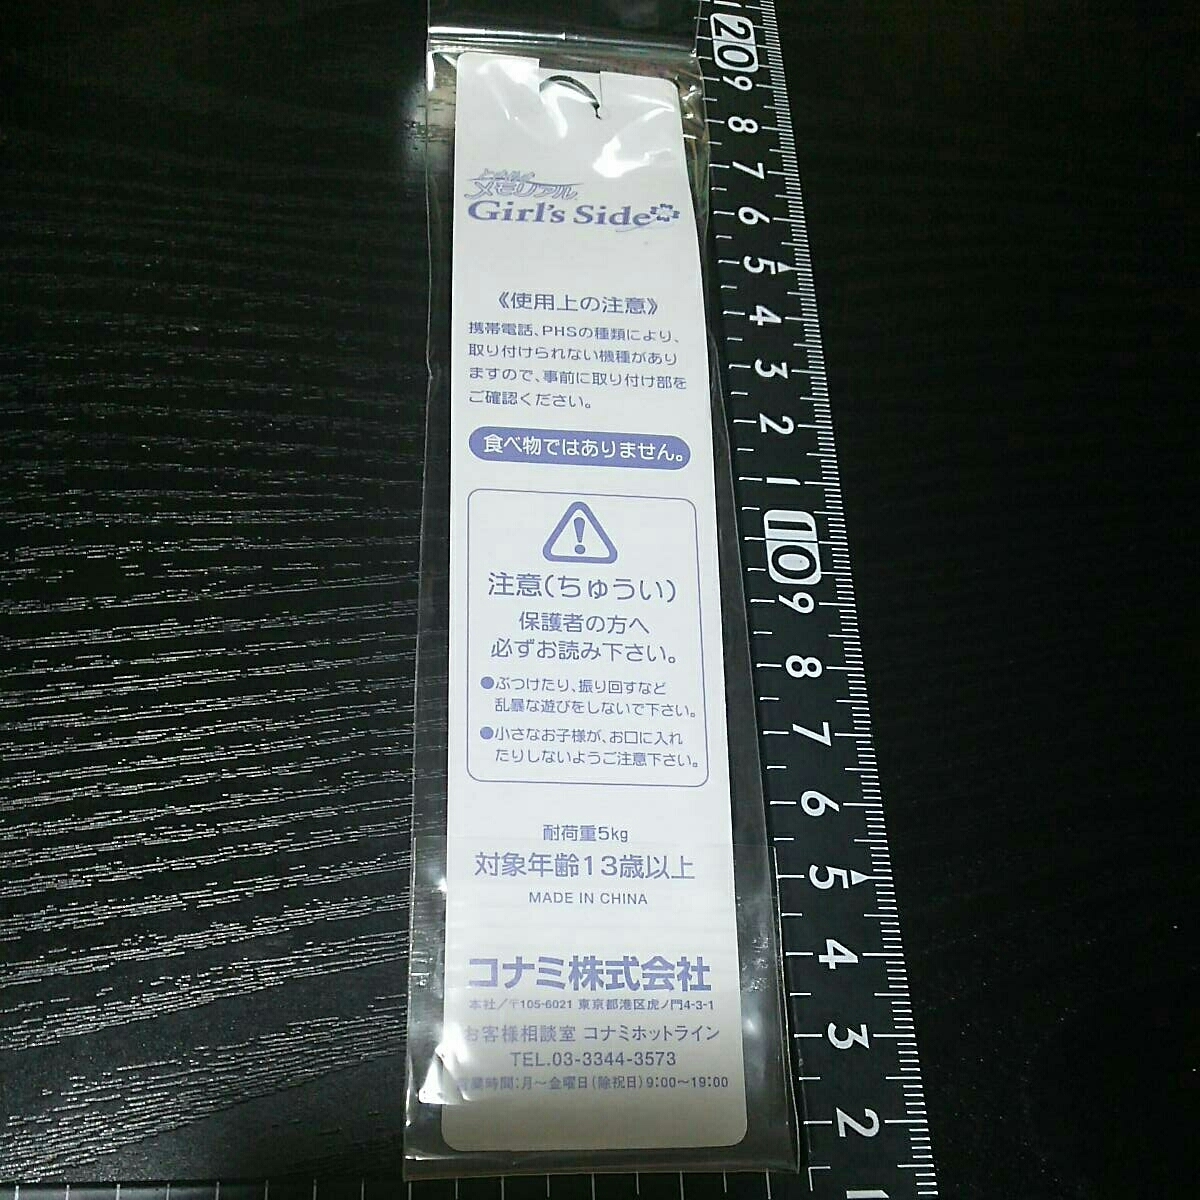 ときめき
メモリアル
Girl's Side
《使用上の注意》
携帯電話、PHSの種類により、
取り付けられない機種があり
ますので、事前に取り付け部を
ご確認ください。
食べ物ではありません。
注意(ちゅうい)
保護者の方へ
必ずお読み下さい。
●ぶつけたり、振り回すなど
乱暴な遊びをしないで下さい。
●小さなお子様が、お口に入れ
たりしないようご注意下さい。
耐荷重5kg
対象年齢13歳以上
MADE IN CHINA
コナミ株式会社
本社/〒105-6021 東京都港区虎ノ門4-3-1
お客様相談室 コナミホットライン
TEL.03-3344-3573
営業時間:月～金曜日(除祝日)9:00～19:00
20
9
8
7
6
5
4
3
2
1
10
9
8
7
6
5
4
3
2